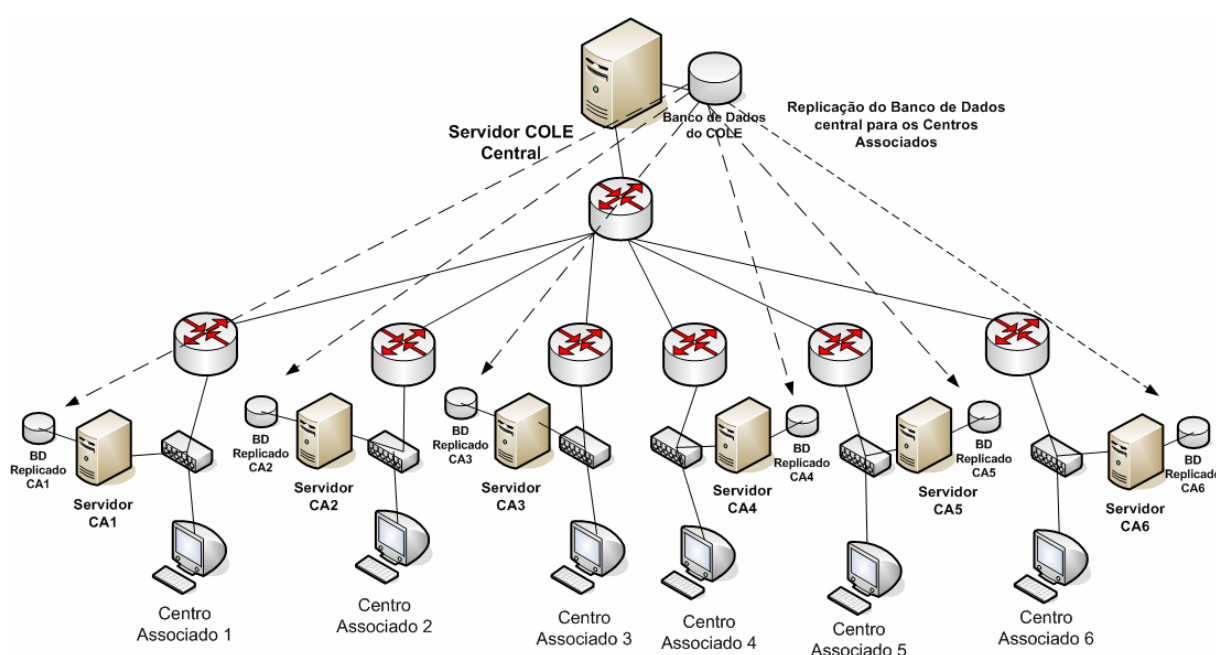 Servidor COLE
Central
Banco de Dados
do COLE
Replicação do Banco de Dados
central para os Centros
Associados
BD
Replicado
CA1
Servidor
CA1
BD
Replicado
CA2
Servidor
CA2
BD
Replicado
CA3
Servidor
CA3
Servidor
CA4
BD
Replicado
CA4
Servidor
CA5
BD
Replicado
CA5
Servidor
CA6
BD
Replicado
CA6
Centro
Associado 1
Centro
Associado 2
Centro
Associado 3
Centro
Associado 4
Centro
Associado 5
Centro
Associado 6